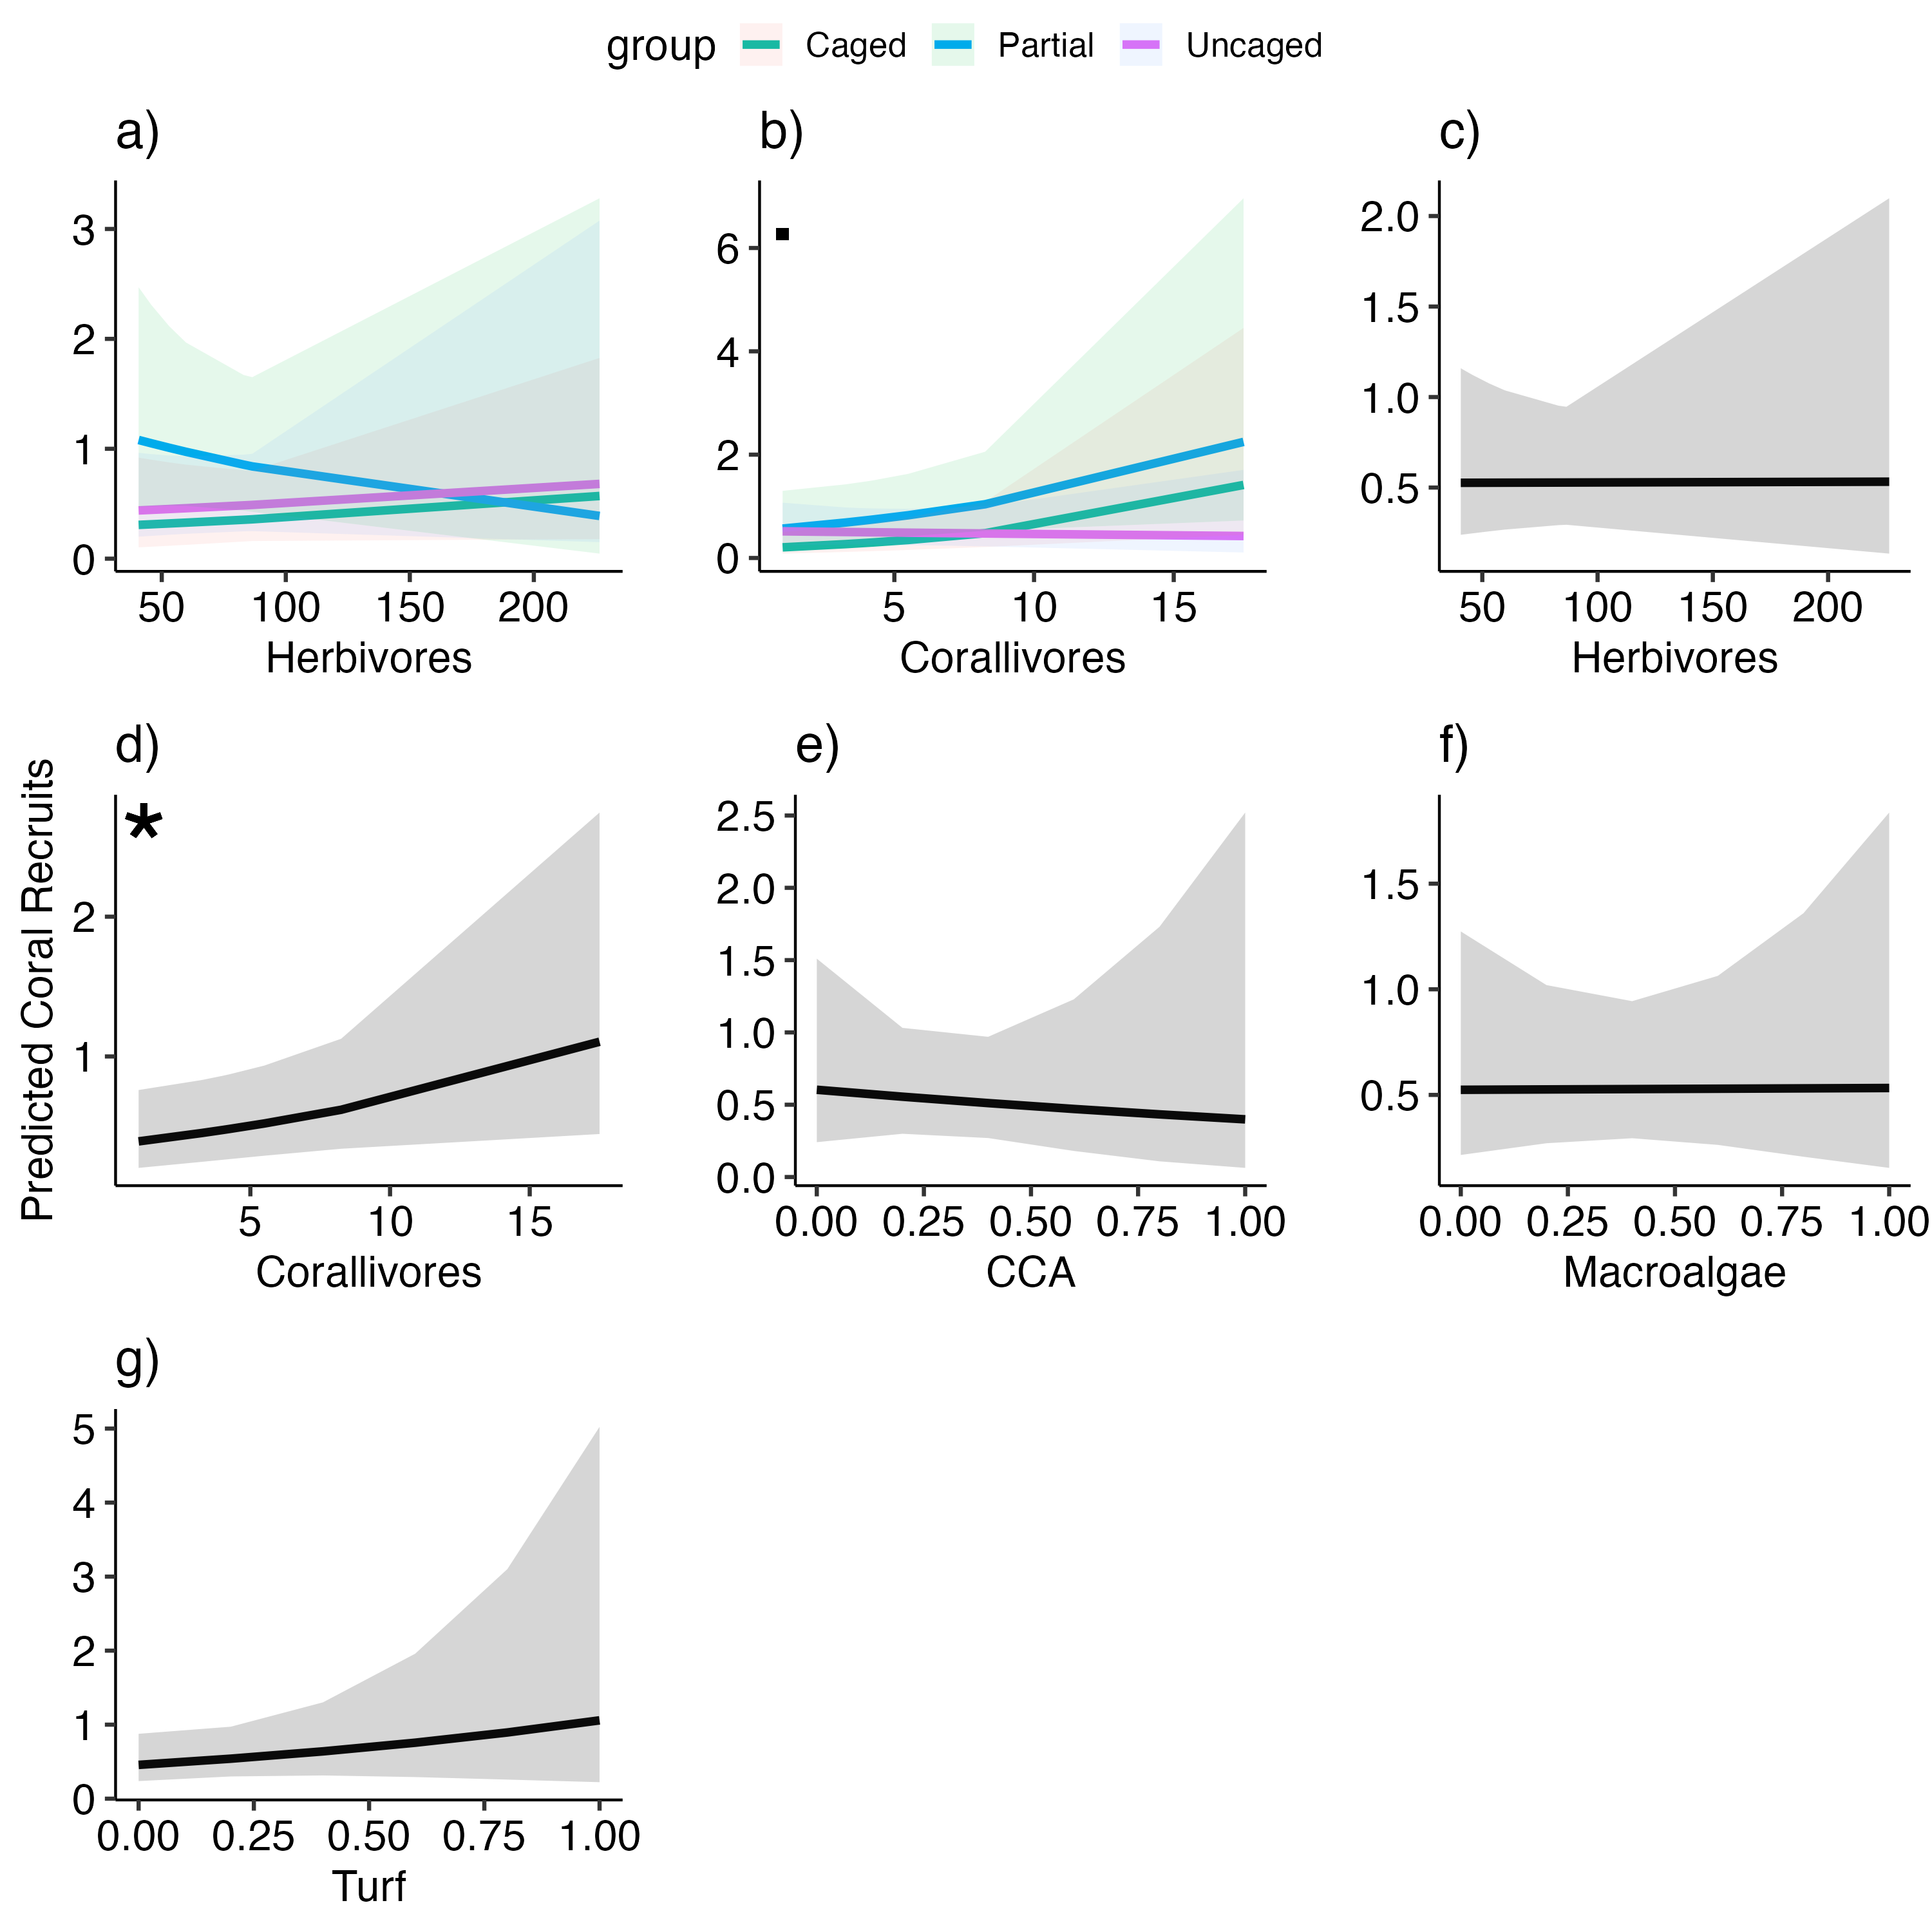 group Caged Partial Uncaged
a) b) c)
3
2
1
0
50 100 150 200
Herbivores
6
4
2
0
5 10 15
Corallivores
2.0
1.5
1.0
0.5
50 100 150 200
Herbivores
Predicted Coral Recruits
d) e) f)
*
2
1
5 10 15
Corallivores
2.5
2.0
1.5
1.0
0.5
0.0
0.00 0.25 0.50 0.75 1.00
CCA
1.5
1.0
0.5
0.00 0.25 0.50 0.75 1.00
Macroalgae
g)
5
4
3
2
1
0
0.00 0.25 0.50 0.75 1.00
Turf